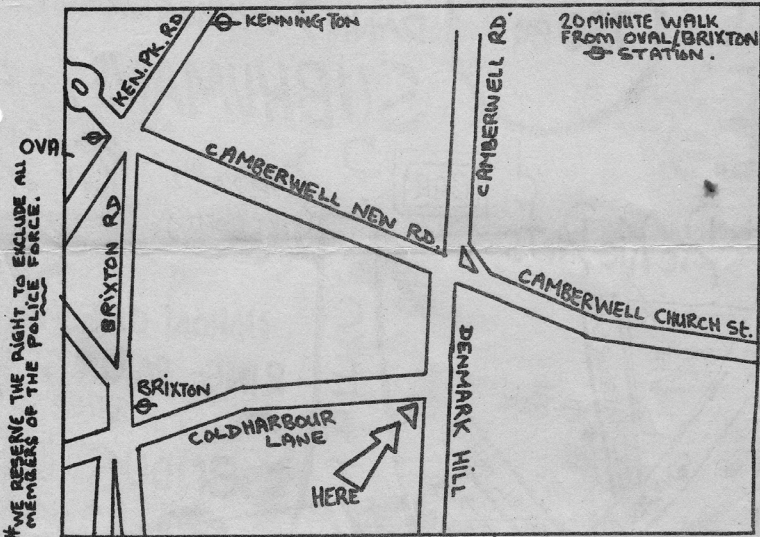 KENNINGTON
20 MINUTE WALK
FROM OVAL/BRIXTON
STATION.
KEN. PK. RD
CAMBERWELL RD
OVA
CAMBERWELL NEW RD.
BRIXTON RD
CAMBERWELL CHURCH St.
DENMARK HILL
BRIXTON
COLDHARBOUR
LANE
HERE
*WE RESERVE THE RIGHT TO EXCLUDE ALL
MEMBERS OF THE POLICE FORCE.